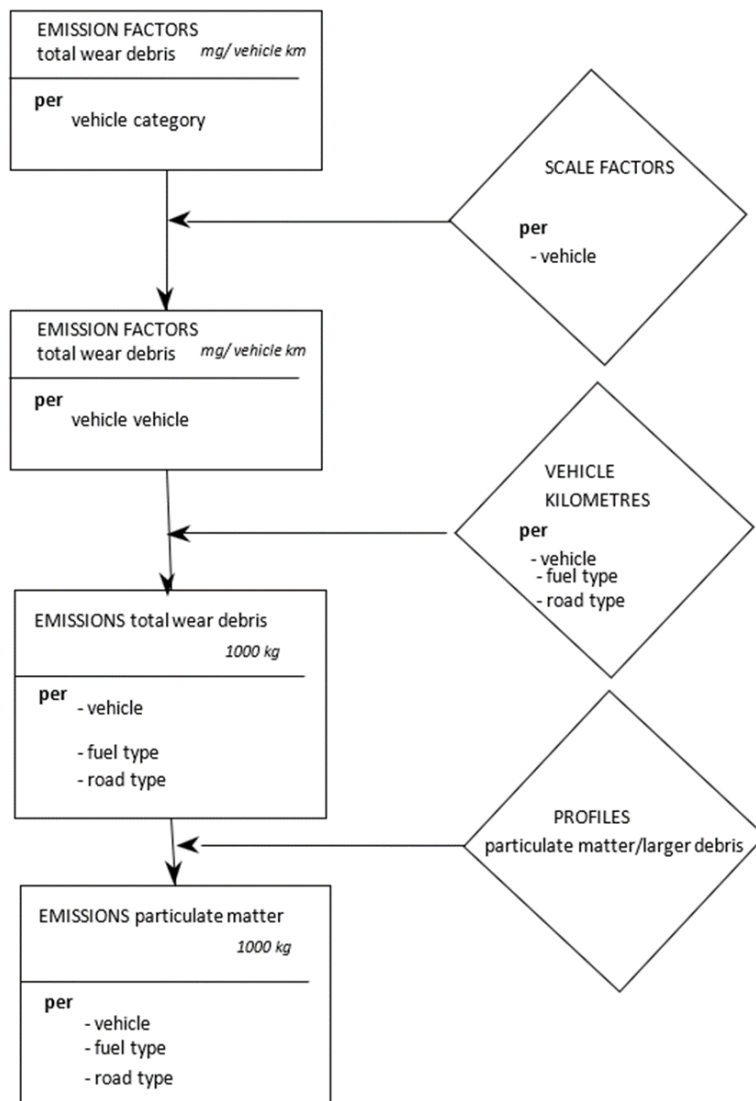 EMISSION FACTORS
total wear debris mg/ vehicle km
per
vehicle category
SCALE FACTORS
per
- vehicle
EMISSION FACTORS
total wear debris mg/ vehicle km
per
vehicle vehicle
VEHICLE
KILOMETRES
per
- vehicle
- fuel type
- road type
EMISSIONS total wear debris
1000 kg
per
- vehicle
- fuel type
- road type
PROFILES
particulate matter/larger debris
EMISSIONS particulate matter
1000 kg
per
- vehicle
- fuel type
- road type